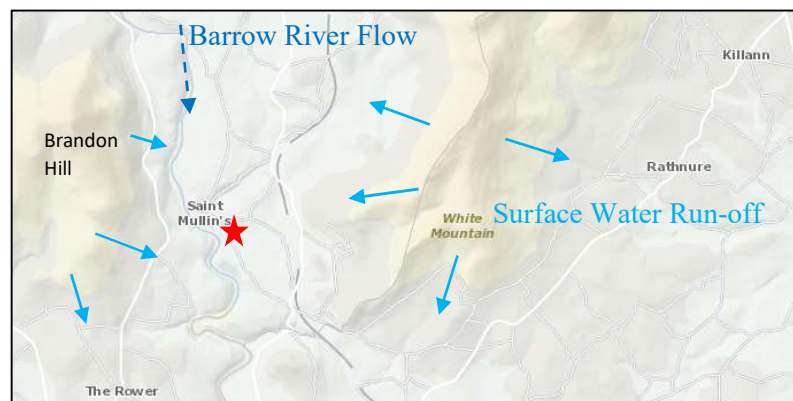 Barrow River Flow
Killann
Brandon
Hill
Rathnure
Saint
Mullin's
Surface Water Run-off
White
Mountain
The Rower